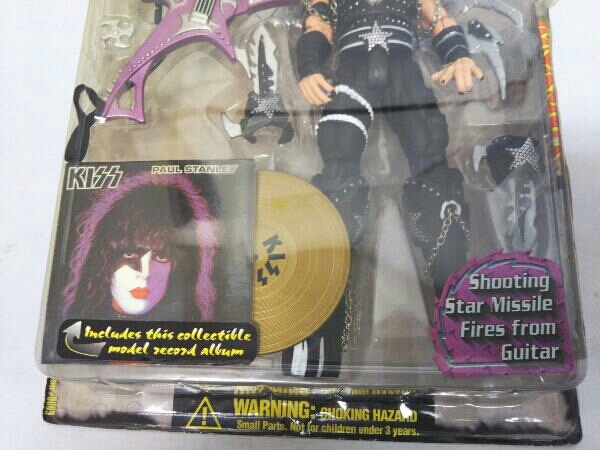 KISS
PAUL STANLEY
KISS
includes this collectible
model record album
Shooting
Star Missile
Fires from
Guitar
WARNING: CHOKING HAZARD
Small Parts. Not for children under 3 years.